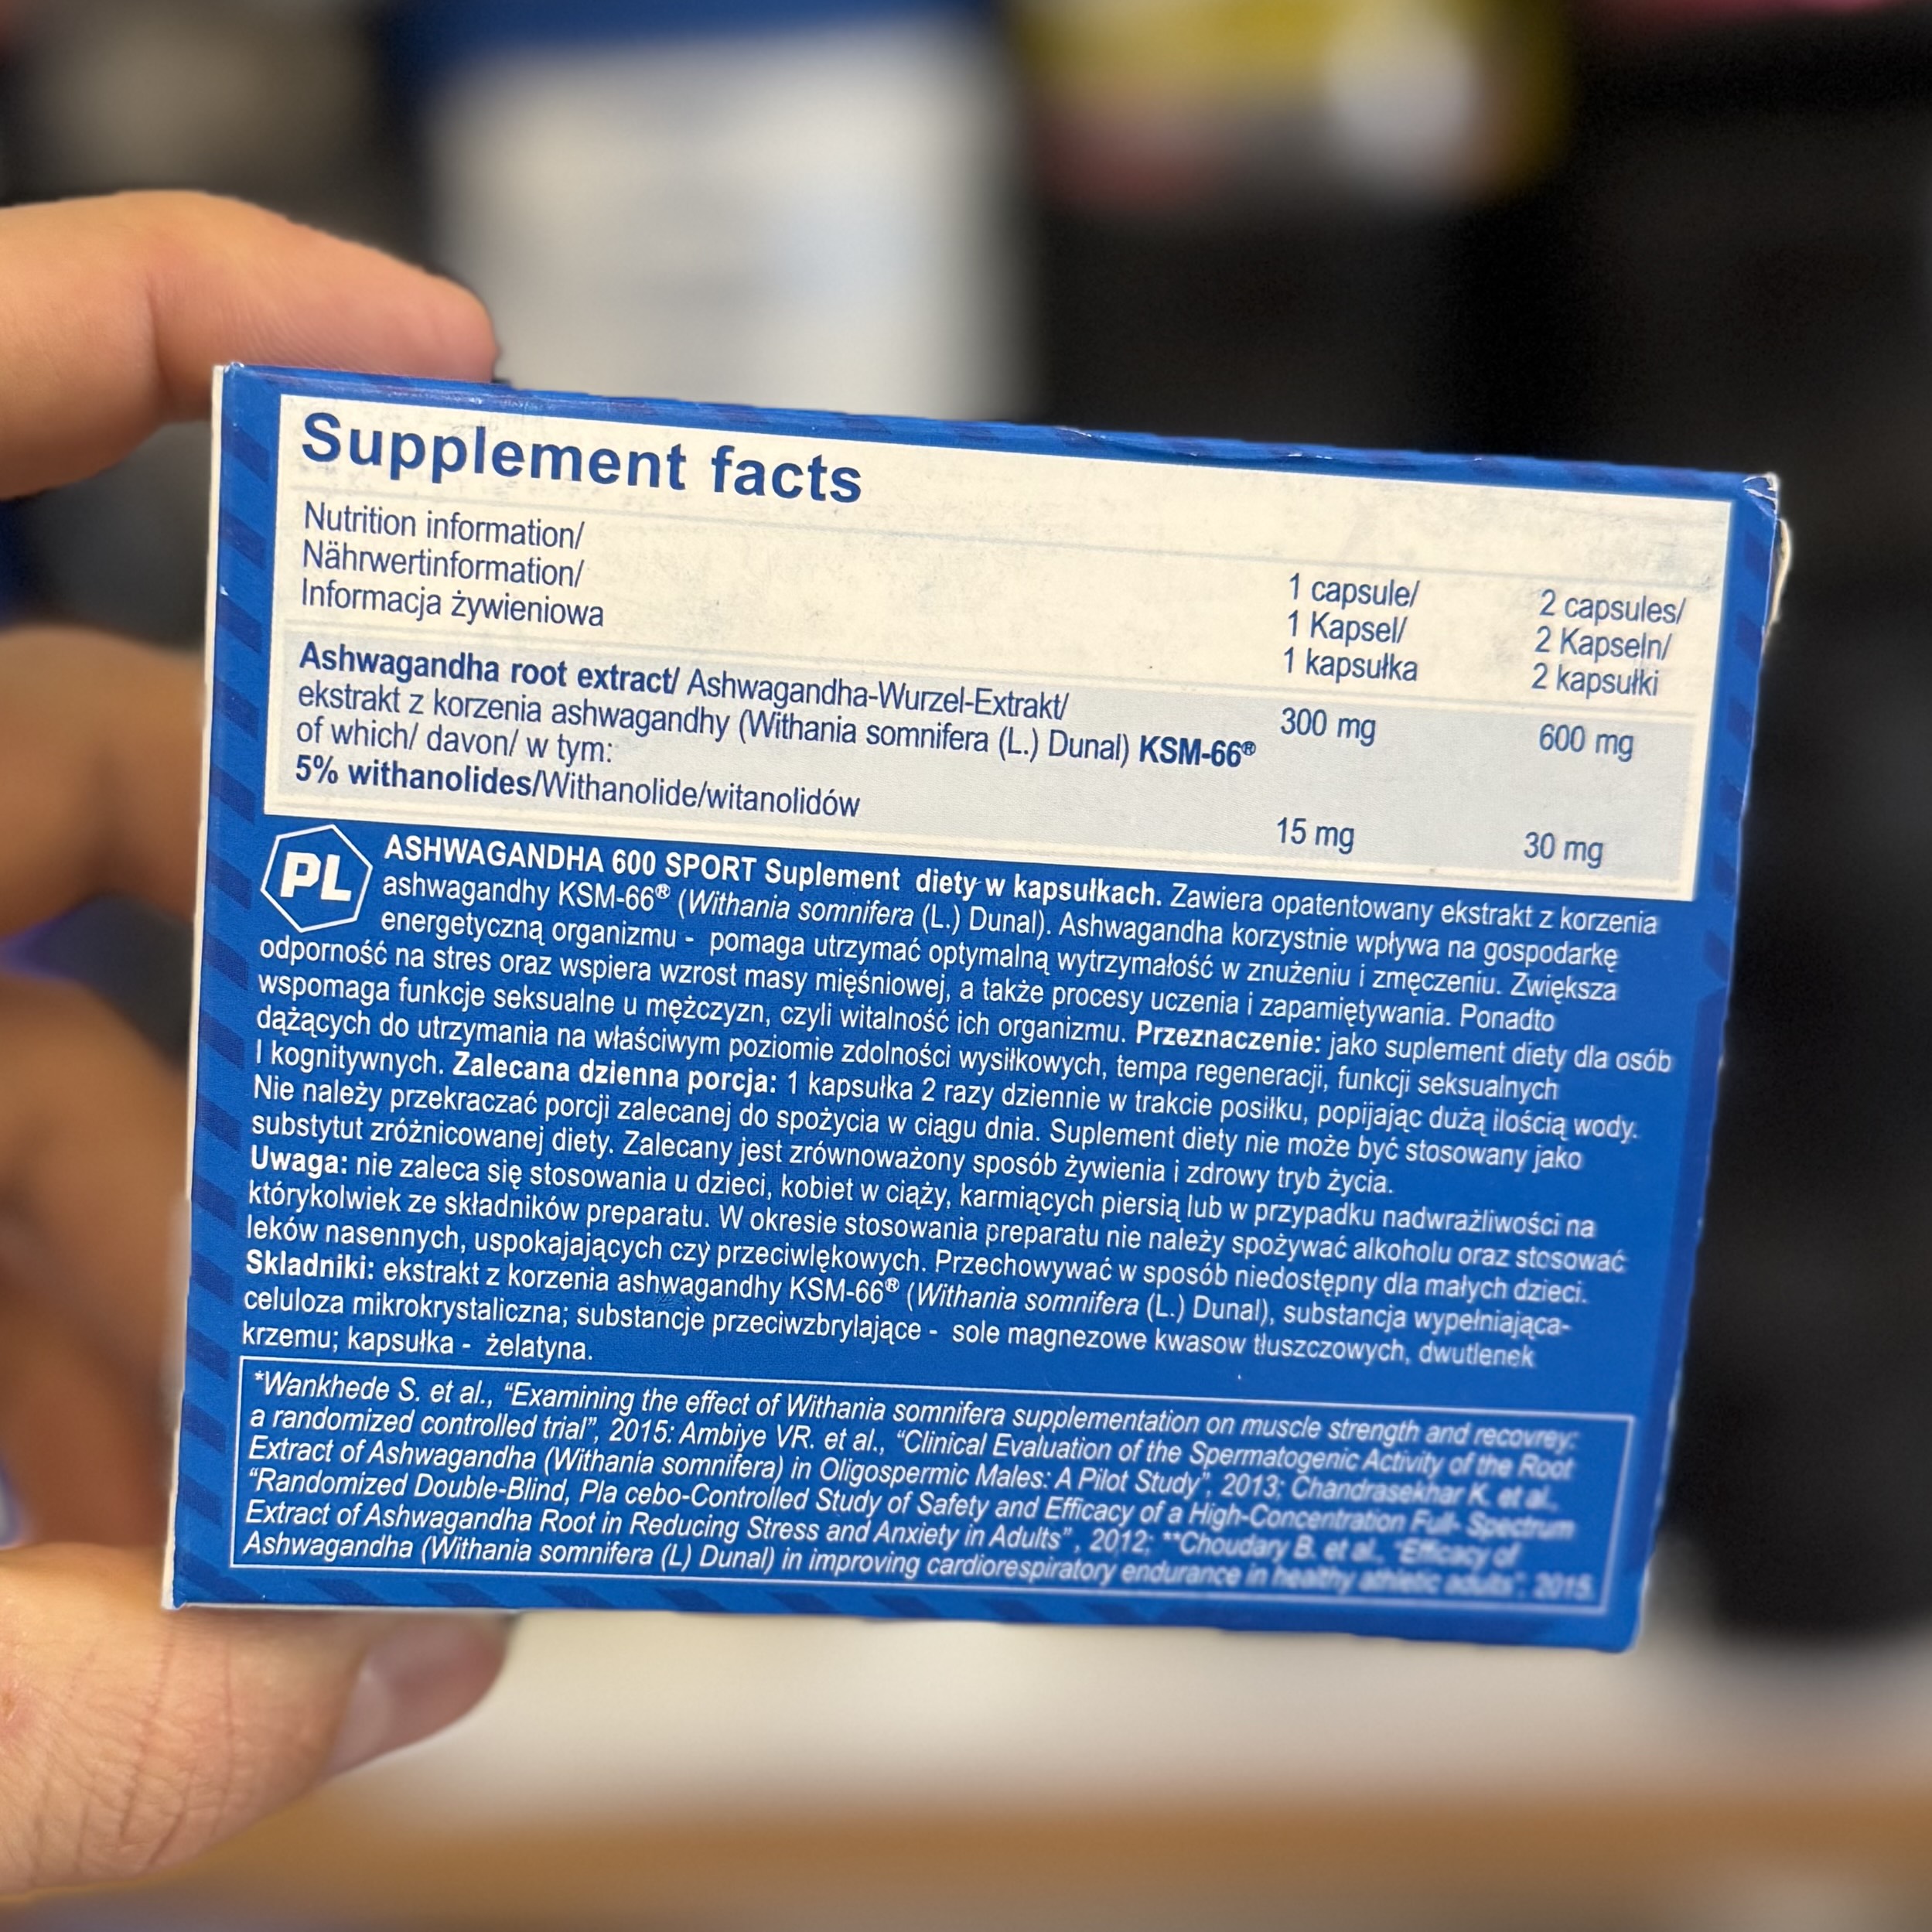 Supplement facts
Nutrition information/
Nährwertinformation/
Informacja żywieniowa
1 capsule/
1 Kapsel/
1 kapsułka
2 capsules/
2 Kapseln/
2 kapsułki
Ashwagandha root extract/ Ashwagandha-Wurzel-Extrakt/
ekstrakt z korzenia ashwagandhy (Withania somnifera (L.) Dunal) KSM-66®
300 mg
600 mg
of which/ davon/ w tym:
5% withanolides/Withanolide/witanolidów
15 mg
30 mg
PL
ASHWAGANDHA 600 SPORT Suplement diety w kapsułkach. Zawiera opatentowany ekstrakt z korzenia
ashwagandhy KSM-66® (Withania somnifera (L.) Dunal). Ashwagandha korzystnie wpływa na gospodarkę
energetyczną organizmu - pomaga utrzymać optymalną wytrzymałość w znużeniu i zmęczeniu. Zwiększa
odporność na stres oraz wspiera wzrost masy mięśniowej, a także procesy uczenia i zapamiętywania. Ponadto
wspomaga funkcje seksualne u mężczyzn, czyli witalność ich organizmu. Przeznaczenie: jako suplement diety dla osób
dążących do utrzymania na właściwym poziomie zdolności wysiłkowych, tempa regeneracji, funkcji seksualnych
I kognitywnych. Zalecana dzienna porcja: 1 kapsułka 2 razy dziennie w trakcie posiłku, popijając dużą ilością wody.
Nie należy przekraczać porcji zalecanej do spożycia w ciągu dnia. Suplement diety nie może być stosowany jako
substytut zróżnicowanej diety. Zalecany jest zrównoważony sposób żywienia i zdrowy tryb życia.
Uwaga: nie zaleca się stosowania u dzieci, kobiet w ciąży, karmiących piersią lub w przypadku nadwrażliwości na
którykolwiek ze składników preparatu. W okresie stosowania preparatu nie należy spożywać alkoholu oraz stosować
leków nasennych, uspokajających czy przeciwlękowych. Przechowywać w sposób niedostępny dla małych dzieci.
Składniki: ekstrakt z korzenia ashwagandhy KSM-66® (Withania somnifera (L.) Dunal), substancja wypełniająca-
celuloza mikrokrystaliczna; substancje przeciwzbrylające - sole magnezowe kwasow tłuszczowych, dwutlenek
krzemu; kapsułka - żelatyna.
*Wankhede S. et al., “Examining the effect of Withania somnifera supplementation on muscle strength and recovrey:
a randomized controlled trial”, 2015: Ambiye VR. et al., “Clinical Evaluation of the Spermatogenic Activity of the Root
Extract of Ashwagandha (Withania somnifera) in Oligospermic Males: A Pilot Study”, 2013; Chandrasekhar K. et al.,
“Randomized Double-Blind, Pla cebo-Controlled Study of Safety and Efficacy of a High-Concentration Full- Spectrum
Extract of Ashwagandha Root in Reducing Stress and Anxiety in Adults” , 2012; **Choudary B. et al., “Efficacy of
Ashwagandha (Withania somnifera (L) Dunal) in improving cardiorespiratory endurance in healthy athletic adults”, 2015.